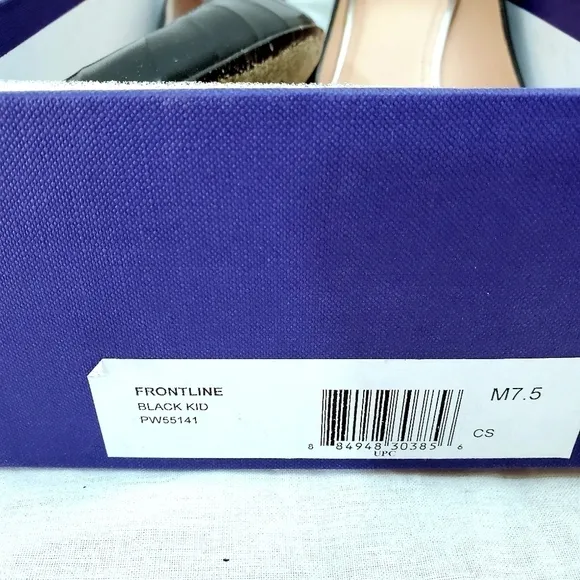 FRONTLINE
BLACK KID
PW55141
M7.5
8 84948 30385 6
UPC
CS